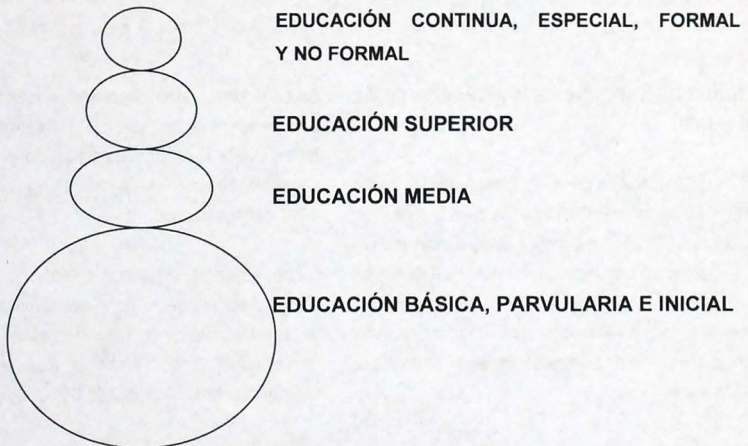 EDUCACIÓN CONTINUA, ESPECIAL, FORMAL
Y NO FORMAL
EDUCACIÓN SUPERIOR
EDUCACIÓN MEDIA
EDUCACIÓN BÁSICA, PARVULARIA E INICIAL